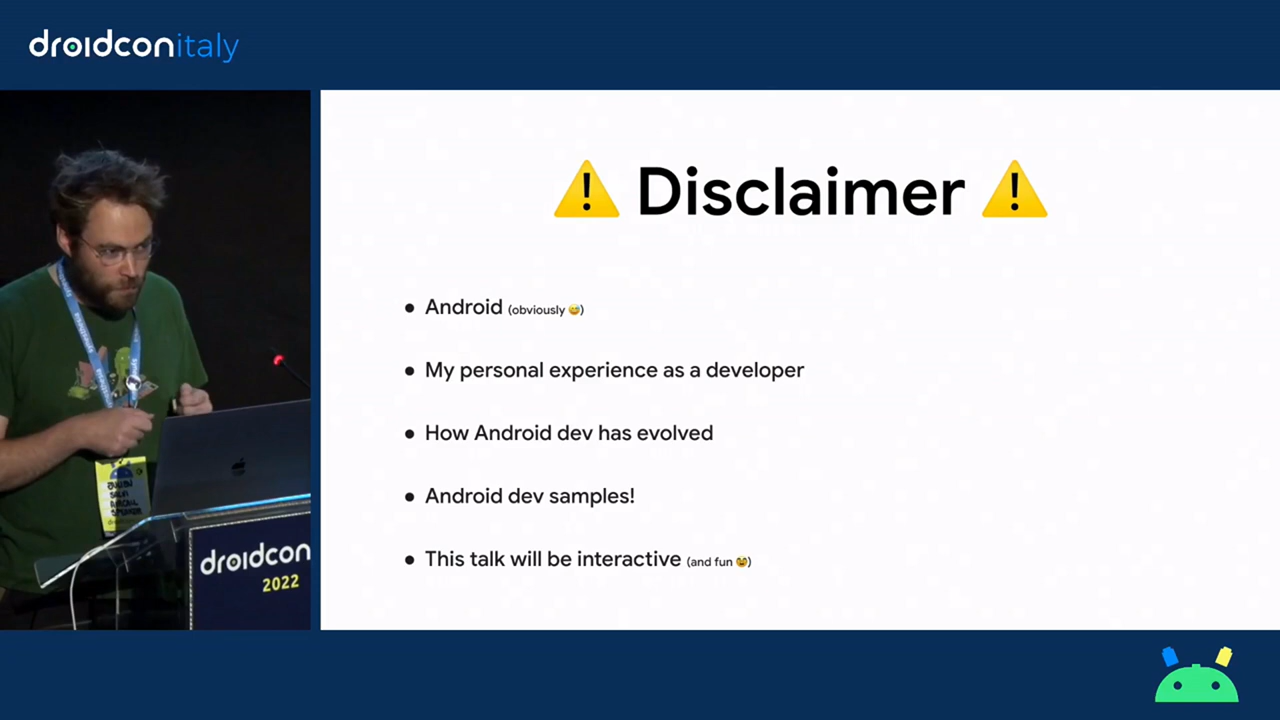 droidconitaly
⚠️ Disclaimer ⚠️
• Android (obviously 😅)
• My personal experience as a developer
• How Android dev has evolved
• Android dev samples!
• This talk will be interactive (and fun 😉)
droidcon
2022
SPEAKER